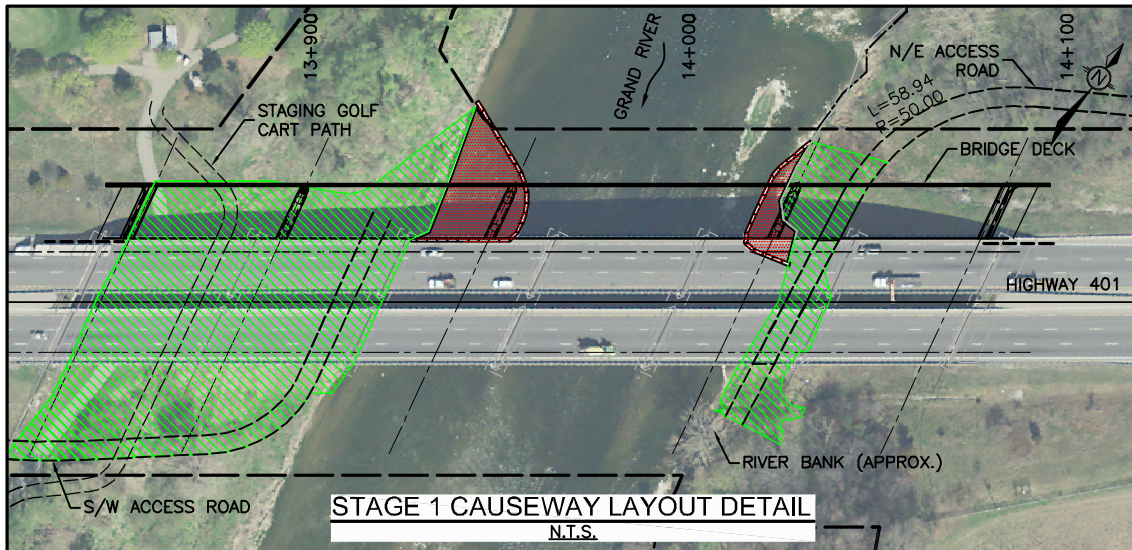 13+900
14+000
14+100
GRAND RIVER
N/E ACCESS
ROAD
N
STAGING GOLF
CART PATH
L=58.94
R=50.00
BRIDGE DECK
HIGHWAY 401
RIVER BANK (APPROX.)
S/W ACCESS ROAD
STAGE 1 CAUSEWAY LAYOUT DETAIL
N.T.S.